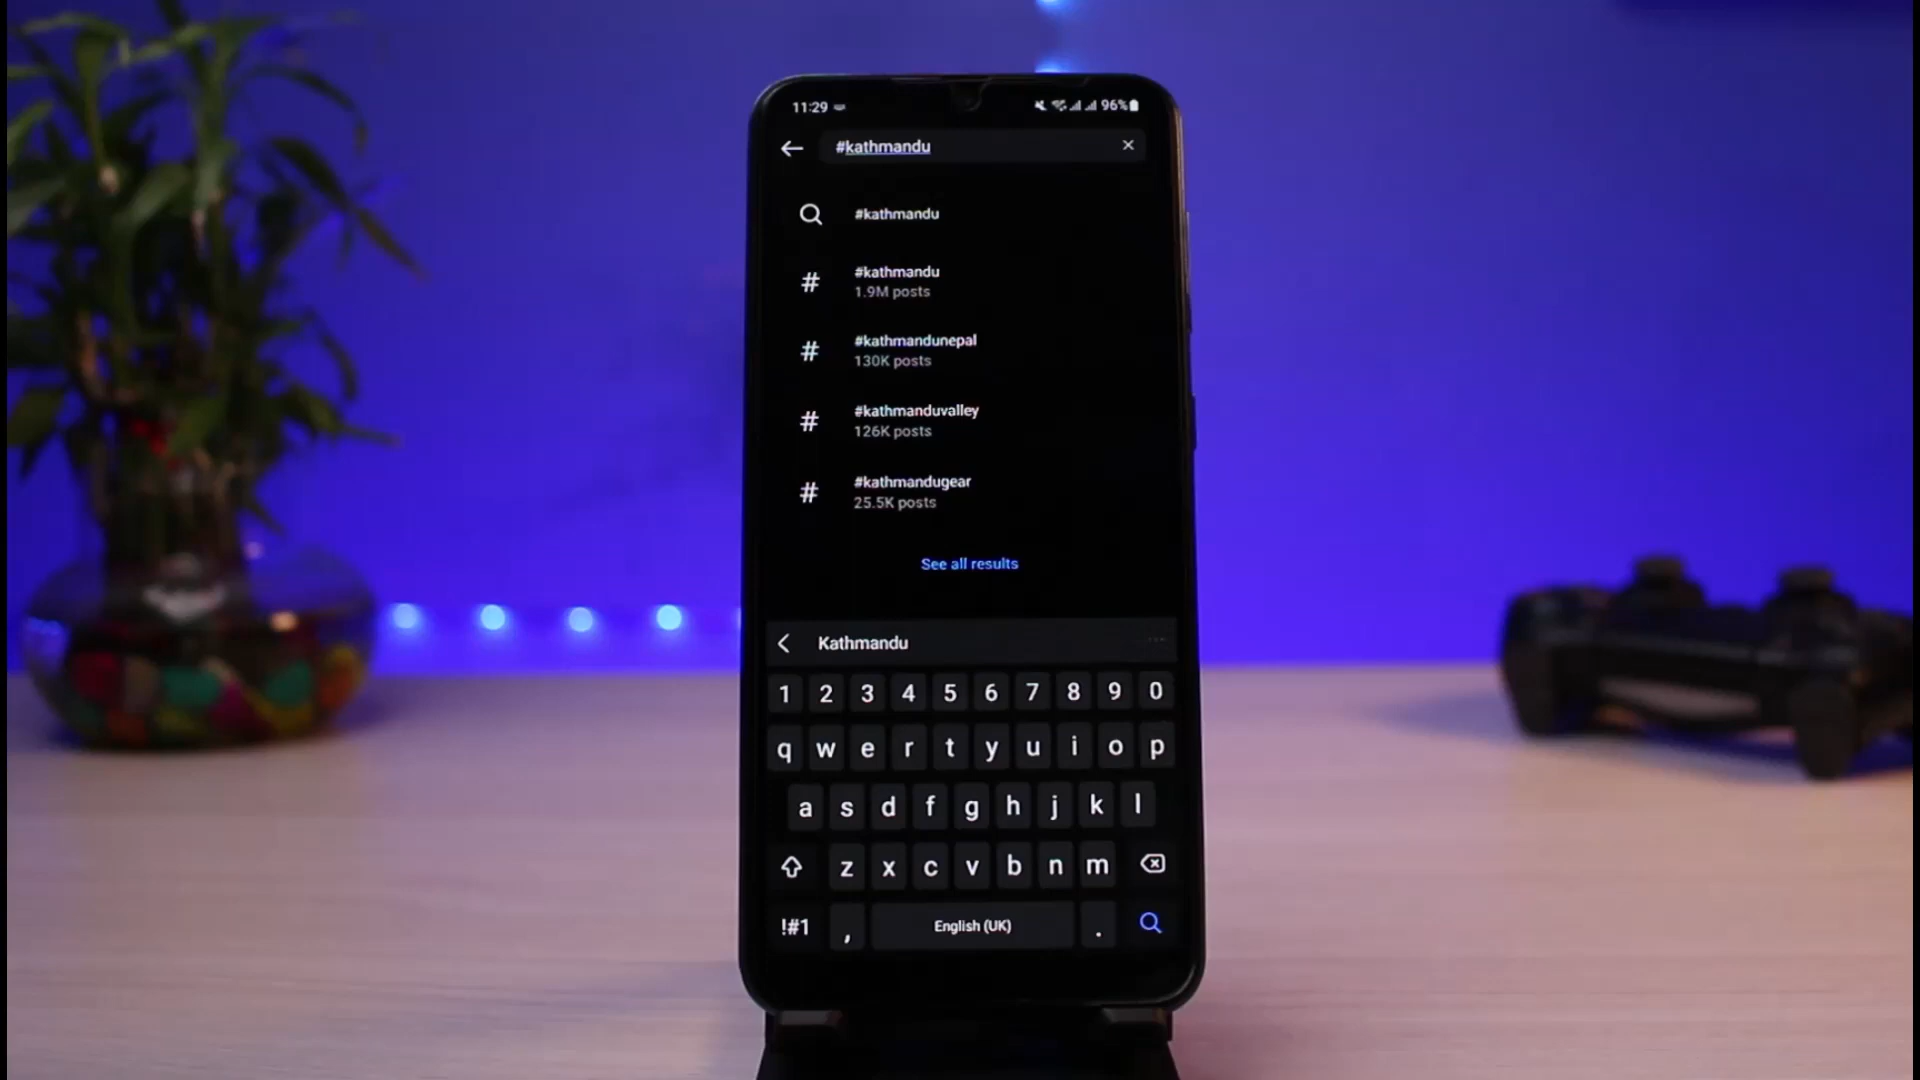 11:29 96%
#kathmandu
#kathmandu
#kathmandu
1.9M posts
#kathmandunepal
130K posts
#kathmanduvalley
126K posts
#kathmandugear
25.5K posts
See all results
Kathmandu
1 2 3 4 5 6 7 8 9 0
q w e r t y u i o p
a s d f g h j k l
z x c v b n m
!#1 , English (UK) .